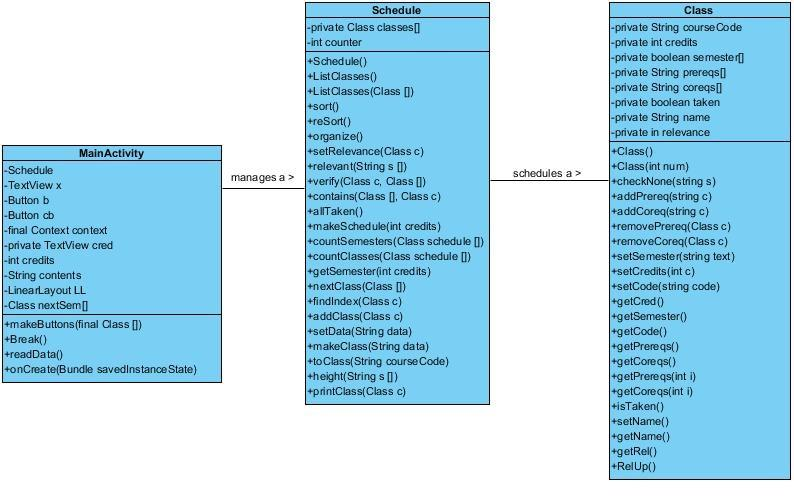 MainActivity
-Schedule
-TextView x
-Button b
-Button cb
-final Context context
-private TextView cred
-int credits
-String contents
-LinearLayout LL
-Class nextSem[]
+makeButtons(final Class [])
+Break()
+readData()
+onCreate(Bundle savedInstanceState)
manages a >
Schedule
-private Class classes[]
-int counter
+Schedule()
+ListClasses()
+ListClasses(Class [])
+sort()
+reSort()
+organize()
+setRelevance(Class c)
+relevant(String s [])
+verify(Class c, Class [])
+contains(Class [], Class c)
+allTaken()
+makeSchedule(int credits)
+countSemesters(Class schedule [])
+countClasses(Class schedule [])
+getSemester(int credits)
+nextClass(Class [])
+findIndex(Class c)
+addClass(Class c)
+setData(String data)
+makeClass(String data)
+toClass(String courseCode)
+height(String s [])
+printClass(Class c)
schedules a >
Class
-private String courseCode
-private int credits
-private boolean semester[]
-private String prereqs[]
-private String coreqs[]
-private boolean taken
-private String name
-private in relevance
+Class()
+Class(int num)
+checkNone(string s)
+addPrereq(string c)
+addCoreq(string c)
+removePrereq(Class c)
+removeCoreq(Class c)
+setSemester(string text)
+setCredits(int c)
+setCode(string code)
+getCred()
+getSemester()
+getCode()
+getPrereqs()
+getCoreqs()
+getPrereqs(int i)
+getCoreqs(int i)
+isTaken()
+setName()
+getName()
+getRel()
+RelUp()